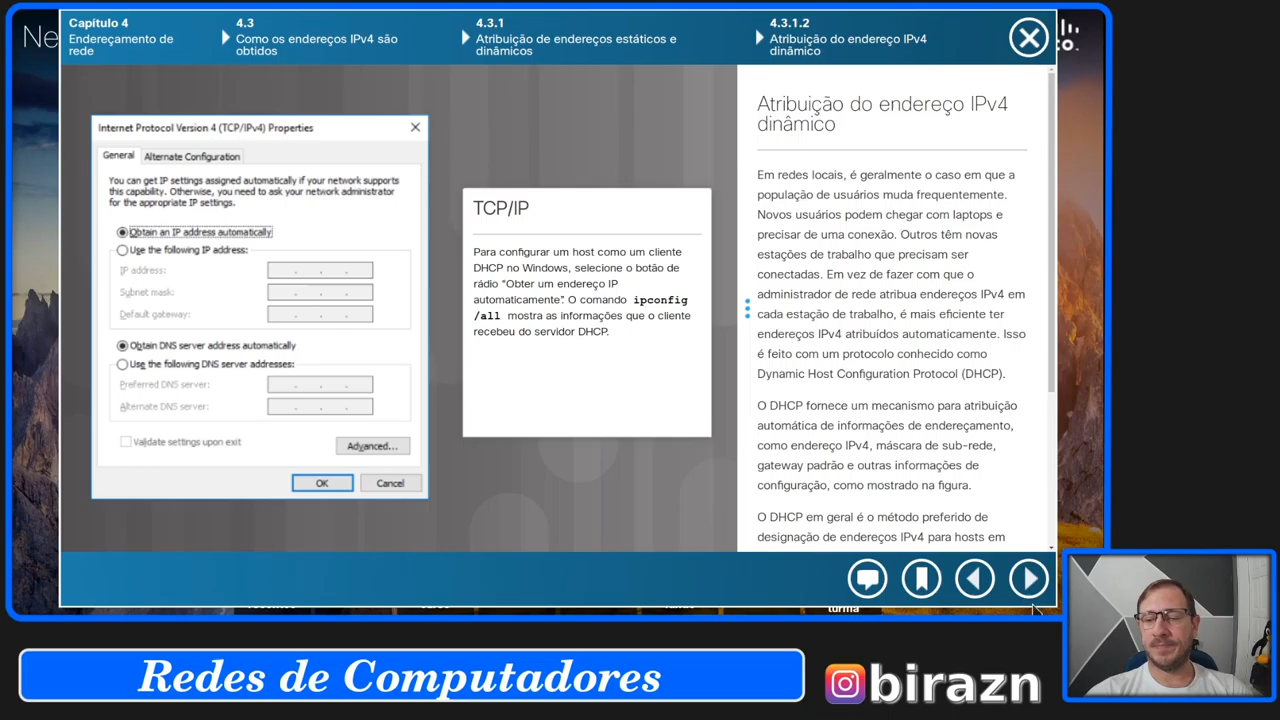 Ne
Capítulo 4
Endereçamento de
rede
4.3
Como os endereços IPv4 são
obtidos
4.3.1
Atribuição de endereços estáticos e
dinâmicos
4.3.1.2
Atribuição do endereço IPv4
dinâmico
Internet Protocol Version 4 (TCP/IPv4) Properties
General
Alternate Configuration
You can get IP settings assigned automatically if your network supports
this capability. Otherwise, you need to ask your network administrator
for the appropriate IP settings.
Obtain an IP address automatically
Use the following IP address:
IP address:
Subnet mask:
Default gateway:
Obtain DNS server address automatically
Use the following DNS server addresses:
Preferred DNS server:
Alternate DNS server:
Validate settings upon exit
Advanced...
OK
Cancel
TCP/IP
Para configurar um host como um cliente
DHCP no Windows, selecione o botão de
rádio “Obter um endereço IP
automaticamente”. O comando ipconfig
/all mostra as informações que o cliente
recebeu do servidor DHCP.
Atribuição do endereço IPv4
dinâmico
Em redes locais, é geralmente o caso em que a
população de usuários muda frequentemente.
Novos usuários podem chegar com laptops e
precisar de uma conexão. Outros têm novas
estações de trabalho que precisam ser
conectadas. Em vez de fazer com que o
administrador de rede atribua endereços IPv4 em
cada estação de trabalho, é mais eficiente ter
endereços IPv4 atribuídos automaticamente. Isso
é feito com um protocolo conhecido como
Dynamic Host Configuration Protocol (DHCP).
O DHCP fornece um mecanismo para atribuição
automática de informações de endereçamento,
como endereço IPv4, máscara de sub-rede,
gateway padrão e outras informações de
configuração, como mostrado na figura.
O DHCP em geral é o método preferido de
designação de endereços IPv4 para hosts em
turma
Redes de Computadores
birazn